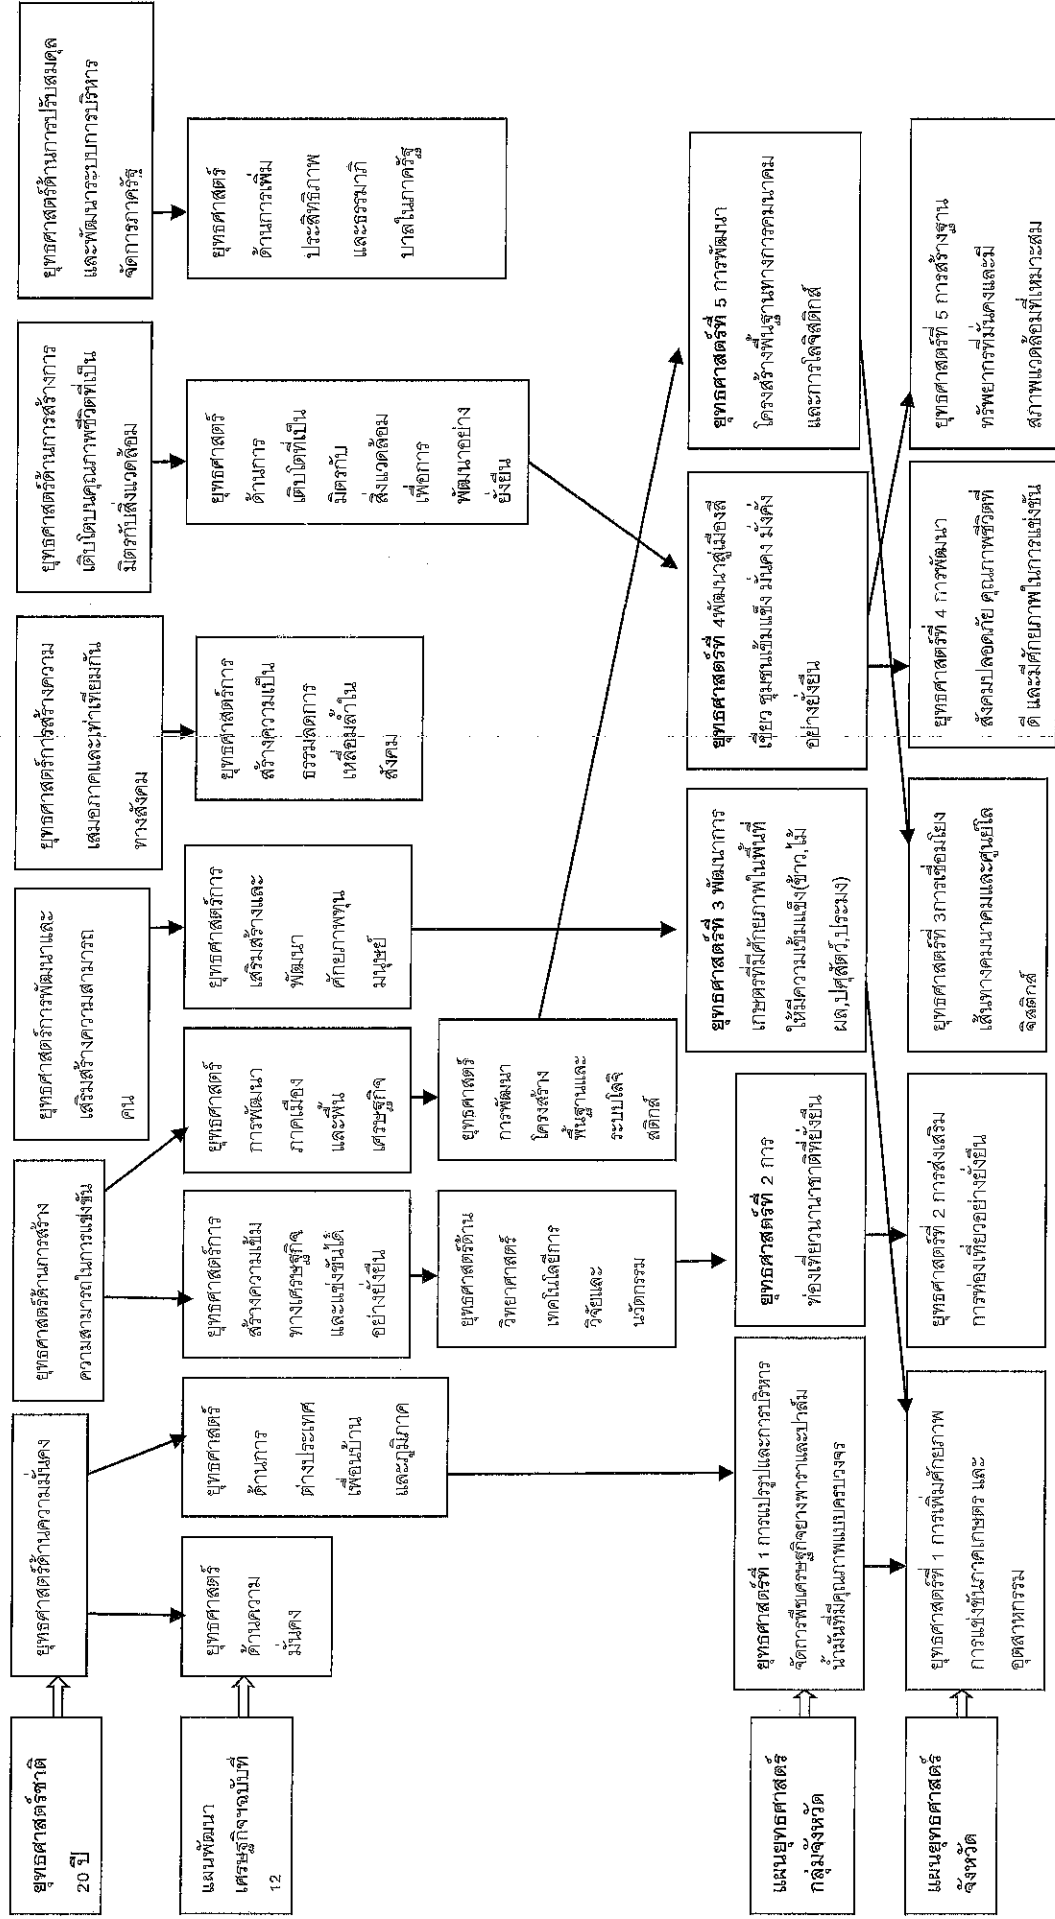 ยุทธศาสตร์ชาติ
20 ปี
ยุทธศาสตร์ด้านความมั่นคง
ยุทธศาสตร์ด้านการสร้าง
ความสามารถในการแข่งขัน
ยุทธศาสตร์การพัฒนาและ
เสริมสร้างความสามารถ
คน
ยุทธศาสตร์การสร้างความ
เสมอภาคและเท่าเทียมกัน
ทางสังคม
ยุทธศาสตร์ด้านการสร้างการ
เติบโตบนคุณภาพชีวิตที่เป็น
มิตรกับสิ่งแวดล้อม
ยุทธศาสตร์ด้านการปรับสมดุล
และพัฒนาระบบการบริหาร
จัดการภาครัฐ
แผนพัฒนา
เศรษฐกิจฯฉบับที่
12
ยุทธศาสตร์
ด้านความ
มั่นคง
ยุทธศาสตร์
ด้านการ
ต่างประเทศ
เพื่อนบ้าน
และภูมิภาค
ยุทธศาสตร์การ
สร้างความเข้ม
ทางเศรษฐกิจ
และแข่งขันได้
อย่างยั่งยืน
ยุทธศาสตร์
การพัฒนา
ภาคเมือง
และพื้น
เศรษฐกิจ
ยุทธศาสตร์การ
เสริมสร้างและ
พัฒนา
ศักยภาพทุน
มนุษย์
ยุทธศาสตร์การ
สร้างความเป็น
ธรรมลดการ
เหลื่อมล้ำใน
สังคม
ยุทธศาสตร์
ด้านการ
เติบโตที่เป็น
มิตรกับ
สิ่งแวดล้อม
เพื่อการ
พัฒนาอย่าง
ยั่งยืน
ยุทธศาสตร์
ด้านการเพิ่ม
ประสิทธิภาพ
และธรรมาภิ
บาลในภาครัฐ
ยุทธศาสตร์ด้าน
วิทยาศาสตร์
เทคโนโลยีการ
วิจัยและ
นวัตกรรม
ยุทธศาสตร์
การพัฒนา
โครงสร้าง
พื้นฐานและ
ระบบโลจิ
สติกส์
แผนยุทธศาสตร์
กลุ่มจังหวัด
ยุทธศาสตร์ที่ 1 การแปรรูปและการบริหาร
จัดการพืชเศรษฐกิจยางพาราและปาล์ม
น้ำมันที่มีคุณภาพแบบครบวงจร
ยุทธศาสตร์ที่ 2 การ
ท่องเที่ยวนานาชาติที่ยั่งยืน
ยุทธศาสตร์ที่ 3 พัฒนาการ
เกษตรที่มีศักยภาพในพื้นที่
ให้มีความเข้มแข็ง(ข้าว,ไม้
ผล,ปศุสัตว์,ประมง)
ยุทธศาสตร์ที่ 4พัฒนาสู่เมืองสี
เขียว ชุมชนเข้มแข็ง มั่นคง มั่งคั่ง
อย่างยั่งยืน
ยุทธศาสตร์ที่ 5 การพัฒนา
โครงสร้างพื้นฐานทางการคมนาคม
และการโลจิสติกส์
แผนยุทธศาสตร์
จังหวัด
ยุทธศาสตร์ที่ 1 การเพิ่มศักยภาพ
การแข่งขันภาคเกษตร และ
อุตสาหกรรม
ยุทธศาสตร์ที่ 2 การส่งเสริม
การท่องเที่ยวอย่างยั่งยืน
ยุทธศาสตร์ที่ 3การเชื่อมโยง
เส้นทางคมนาคมและศูนย์โล
จิสติกส์
ยุทธศาสตร์ที่ 4 การพัฒนา
สังคมปลอดภัย คุณภาพชีวิตที่
ดี และมีศักยภาพในการแข่งขัน
ยุทธศาสตร์ที่ 5 การสร้างฐาน
ทรัพยากรที่มั่นคงและมี
สภาพแวดล้อมที่เหมาะสม